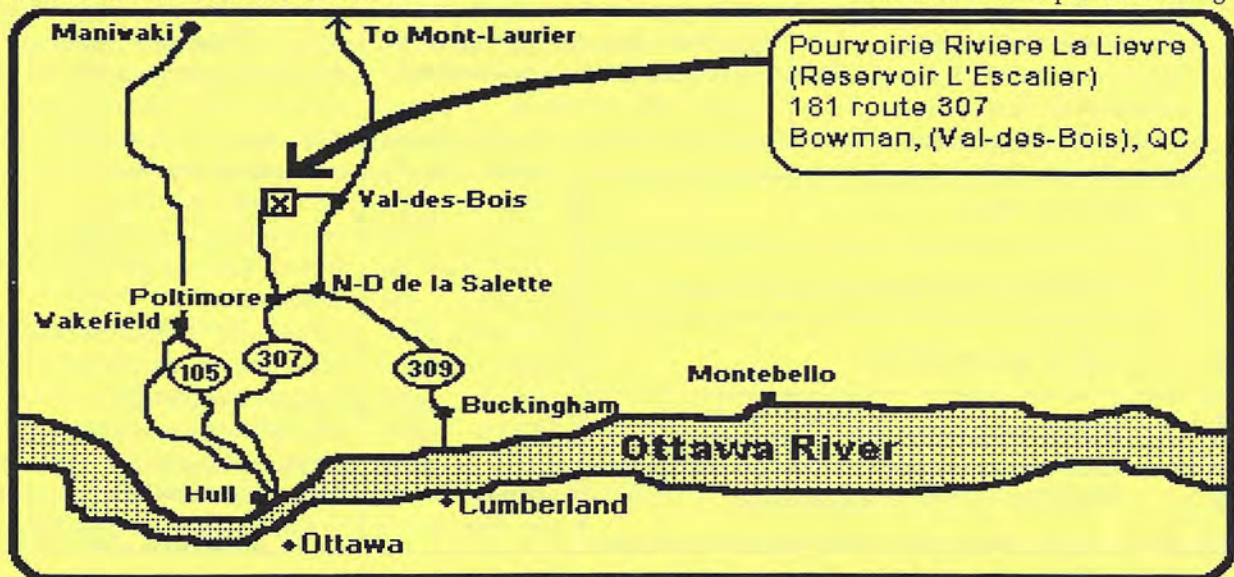 Maniwaki
To Mont-Laurier
Pourvoirie Riviere La Lievre
(Reservoir L'Escalier)
181 route 307
Bowman, (Val-des-Bois), QC
X
Val-des-Bois
N-D de la Salette
Poltimore
Wakefield
105
307
309
Montebello
Buckingham
Ottawa River
Hull
Lumberland
Ottawa